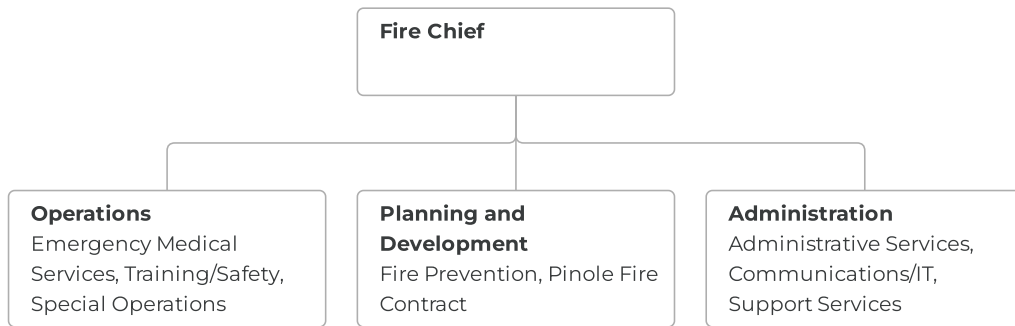 Fire Chief
Operations
Emergency Medical
Services, Training/Safety,
Special Operations
Planning and
Development
Fire Prevention, Pinole Fire
Contract
Administration
Administrative Services,
Communications/IT,
Support Services